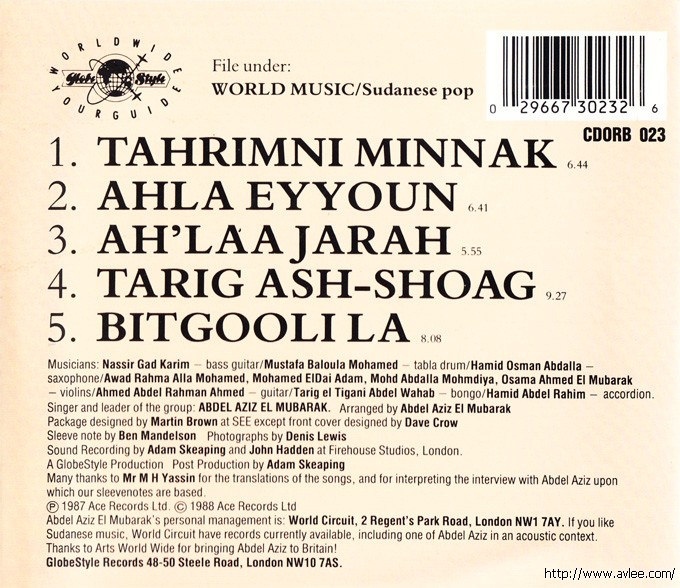 WORLDWIDE
Globe Style
YOUR GUIDE
File under:
WORLD MUSIC/Sudanese pop
0 29667 30232 6
CDORB 023
1. TAHRIMNI MINNAK 6.44
2. AHLA EYYOUN 6.41
3. AH'LAA JARAH 5.55
4. TARIG ASH-SHOAG 9.27
5. BITGOOLI LA 8.08
Musicians: Nassir Gad Karim – bass guitar/Mustafa Baloula Mohamed – tabla drum/Hamid Osman Abdalla –
saxophone/Awad Rahma Alla Mohamed, Mohamed ElDai Adam, Mohd Abdalla Mohmdiya, Osama Ahmed El Mubarak
– violins/Ahmed Abdel Rahman Ahmed – guitar/Tarig el Tigani Abdel Wahab – bongo/Hamid Abdel Rahim – accordion.
Singer and leader of the group: ABDEL AZIZ EL MUBARAK. Arranged by Abdel Aziz El Mubarak
Package designed by Martin Brown at SEE except front cover designed by Dave Crow
Sleeve note by Ben Mandelson Photographs by Denis Lewis
Sound Recording by Adam Skeaping and John Hadden at Firehouse Studios, London.
A GlobeStyle Production Post Production by Adam Skeaping
Many thanks to Mr M H Yassin for the translations of the songs, and for interpreting the interview with Abdel Aziz upon
which our sleevenotes are based.
℗ 1987 Ace Records Ltd. © 1988 Ace Records Ltd
Abdel Aziz El Mubarak's personal management is: World Circuit, 2 Regent's Park Road, London NW1 7AY. If you like
Sudanese music, World Circuit have records currently available, including one of Abdel Aziz in an acoustic context.
Thanks to Arts World Wide for bringing Abdel Aziz to Britain!
GlobeStyle Records 48-50 Steele Road, London NW10 7AS.
http://www.avlee.com/